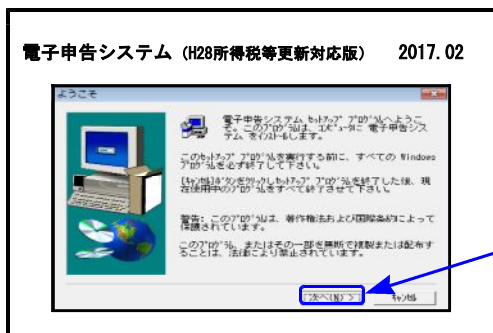 電子申告システム（H28所得税等更新対応版） 2017.02
ようこそ
電子申告システム ｾｯﾄｱｯﾌﾟ ﾌﾟﾛｸﾞﾗﾑへようこ
そ。このﾌﾟﾛｸﾞﾗﾑは、ｺﾝﾋﾟｭｰﾀに 電子申告シス
テム をｲﾝｽﾄｰﾙします。
このｾｯﾄｱｯﾌﾟ ﾌﾟﾛｸﾞﾗﾑを実行する前に、すべての Windows
ﾌﾟﾛｸﾞﾗﾑを必ず終了して下さい。
[ｷｬﾝｾﾙ]ﾎﾞﾀﾝをｸﾘｯｸしｾｯﾄｱｯﾌﾟ ﾌﾟﾛｸﾞﾗﾑを終了した後、現
在使用中のﾌﾟﾛｸﾞﾗﾑをすべて終了させて下さい。
警告: このﾌﾟﾛｸﾞﾗﾑは、著作権法および国際条約によって
保護されています。
このﾌﾟﾛｸﾞﾗﾑ、またはその一部を無断で複製または配布す
ることは、法律により禁止されています。
次へ(N) >
ｷｬﾝｾﾙ